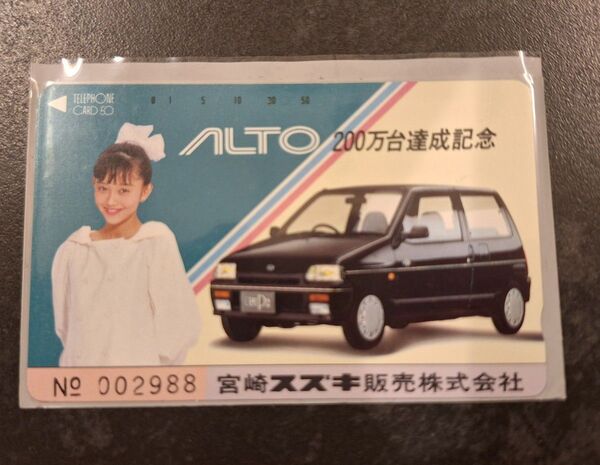 TELEPHONE
CARD 50
0 1 5 10 30 50
ALTO 200万台達成記念
№ 002988
宮崎スズキ販売株式会社